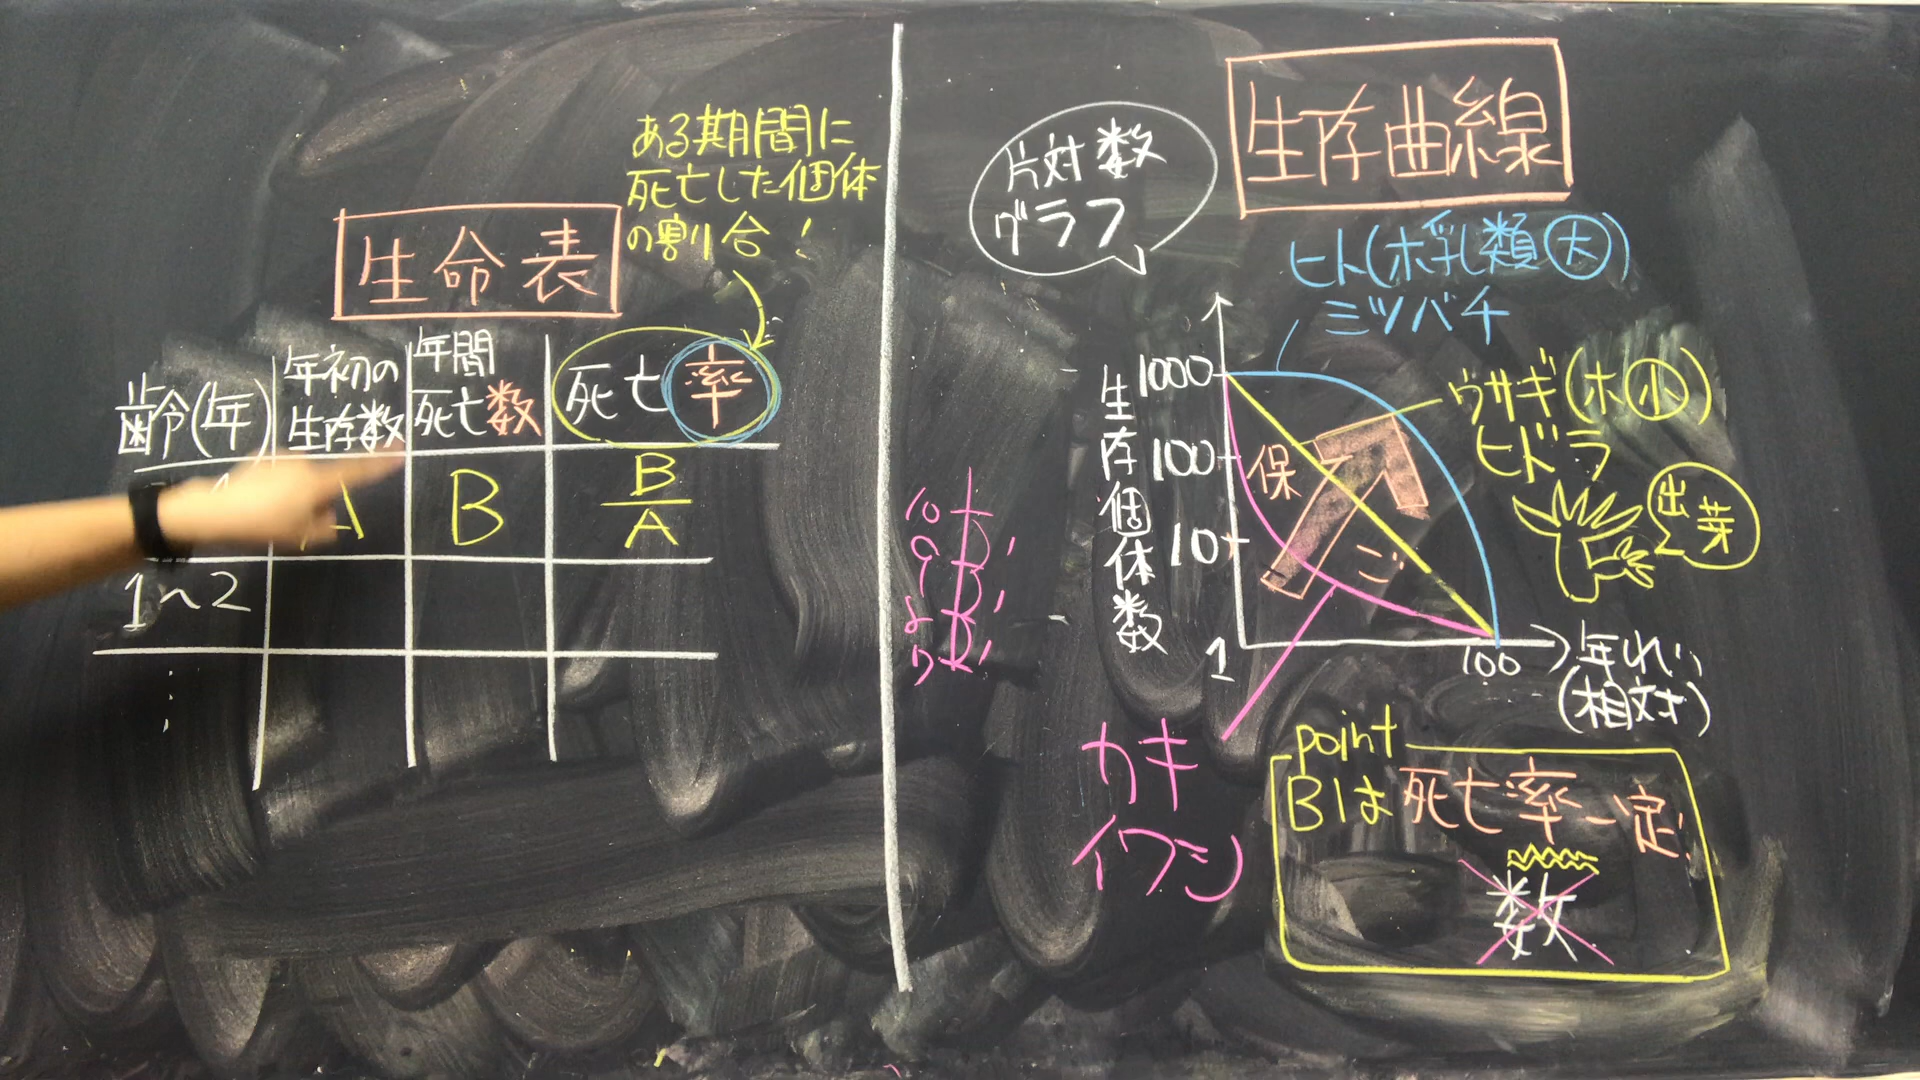 生命表
ある期間に
死亡した個体
の割合!
齢(年)
年初の
生存数
年間
死亡数
死亡率
A
B
B
A
1~2
生存曲線
片対数
グラフ
ヒト(ホ乳類大)
ミツバチ
ウサギ(ホ小)
ヒドラ
出芽
生存個体数
1000
100
10
1
保
ご
100
年れい
(相対)
カキ
イワシ
point
Bは死亡率一定!
数